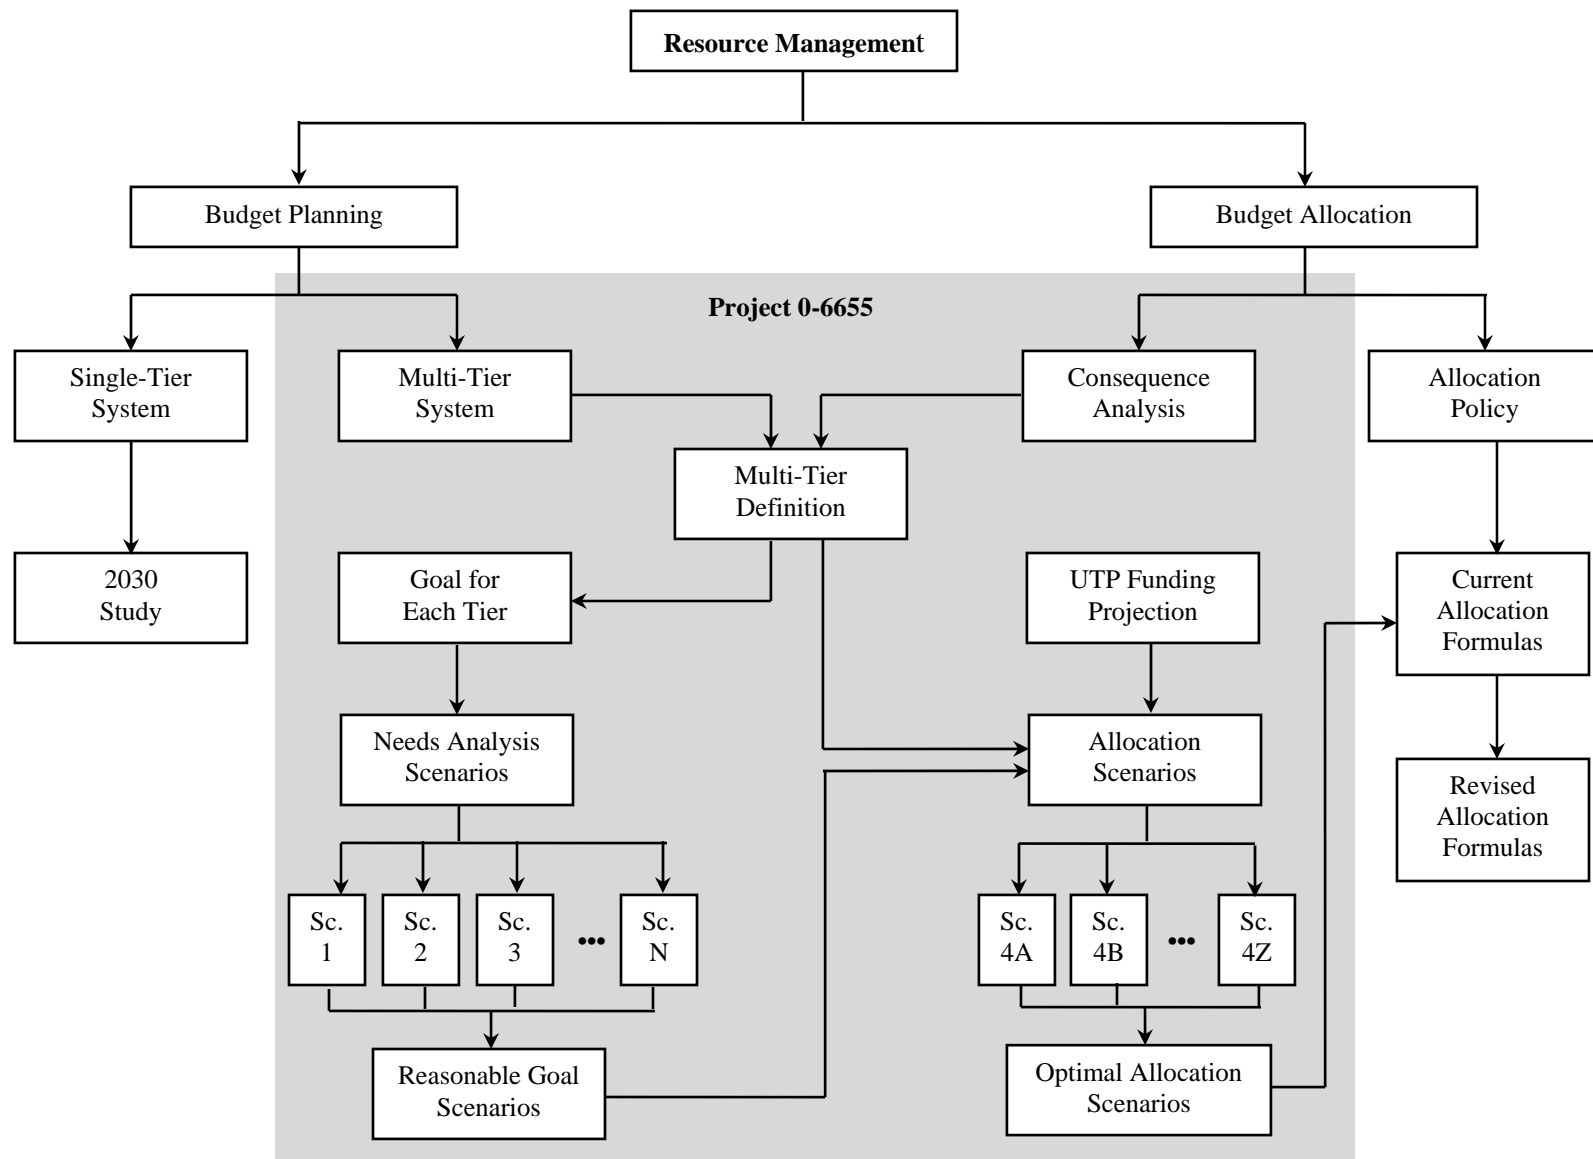 Resource Management
Budget Planning
Budget Allocation
Project 0-6655
Single-Tier
System
Multi-Tier
System
Consequence
Analysis
Allocation
Policy
Multi-Tier
Definition
2030
Study
Goal for
Each Tier
UTP Funding
Projection
Current
Allocation
Formulas
Needs Analysis
Scenarios
Allocation
Scenarios
Revised
Allocation
Formulas
Sc.
1
Sc.
2
Sc.
3
•••
Sc.
N
Sc.
4A
Sc.
4B
•••
Sc.
4Z
Reasonable Goal
Scenarios
Optimal Allocation
Scenarios